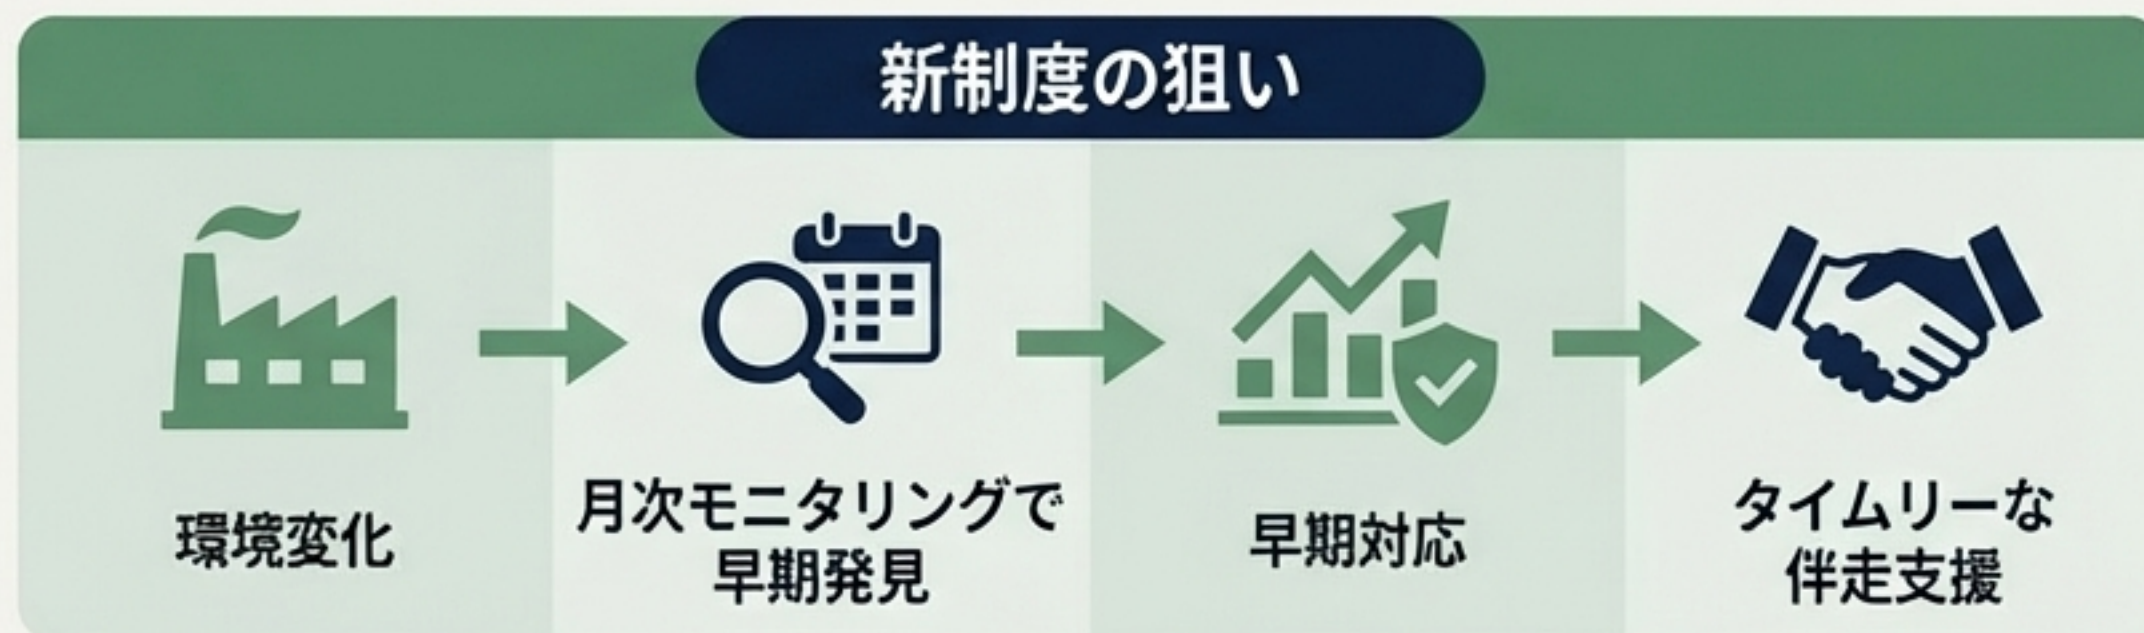 新制度の狙い
環境変化
月次モニタリングで
早期発見
早期対応
タイムリーな
伴走支援